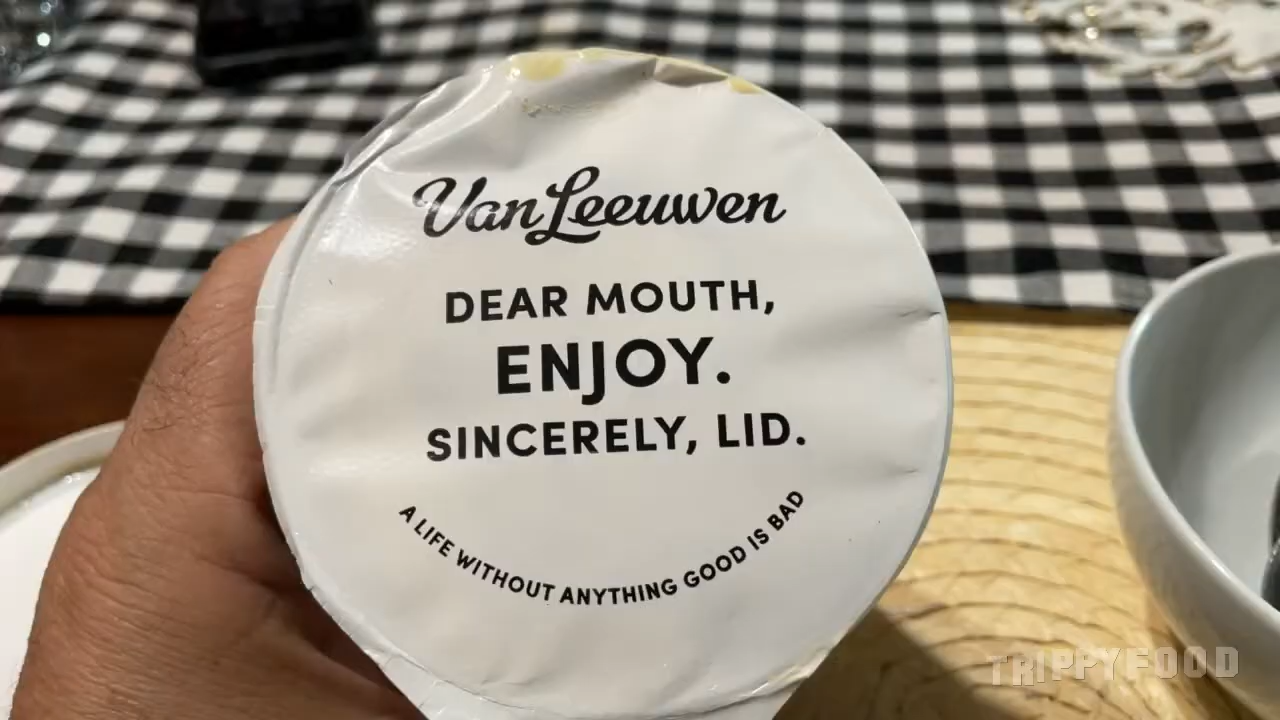 Van Leeuwen
DEAR MOUTH,
ENJOY.
SINCERELY, LID.
A LIFE WITHOUT ANYTHING GOOD IS BAD
TRIPPYFOOD